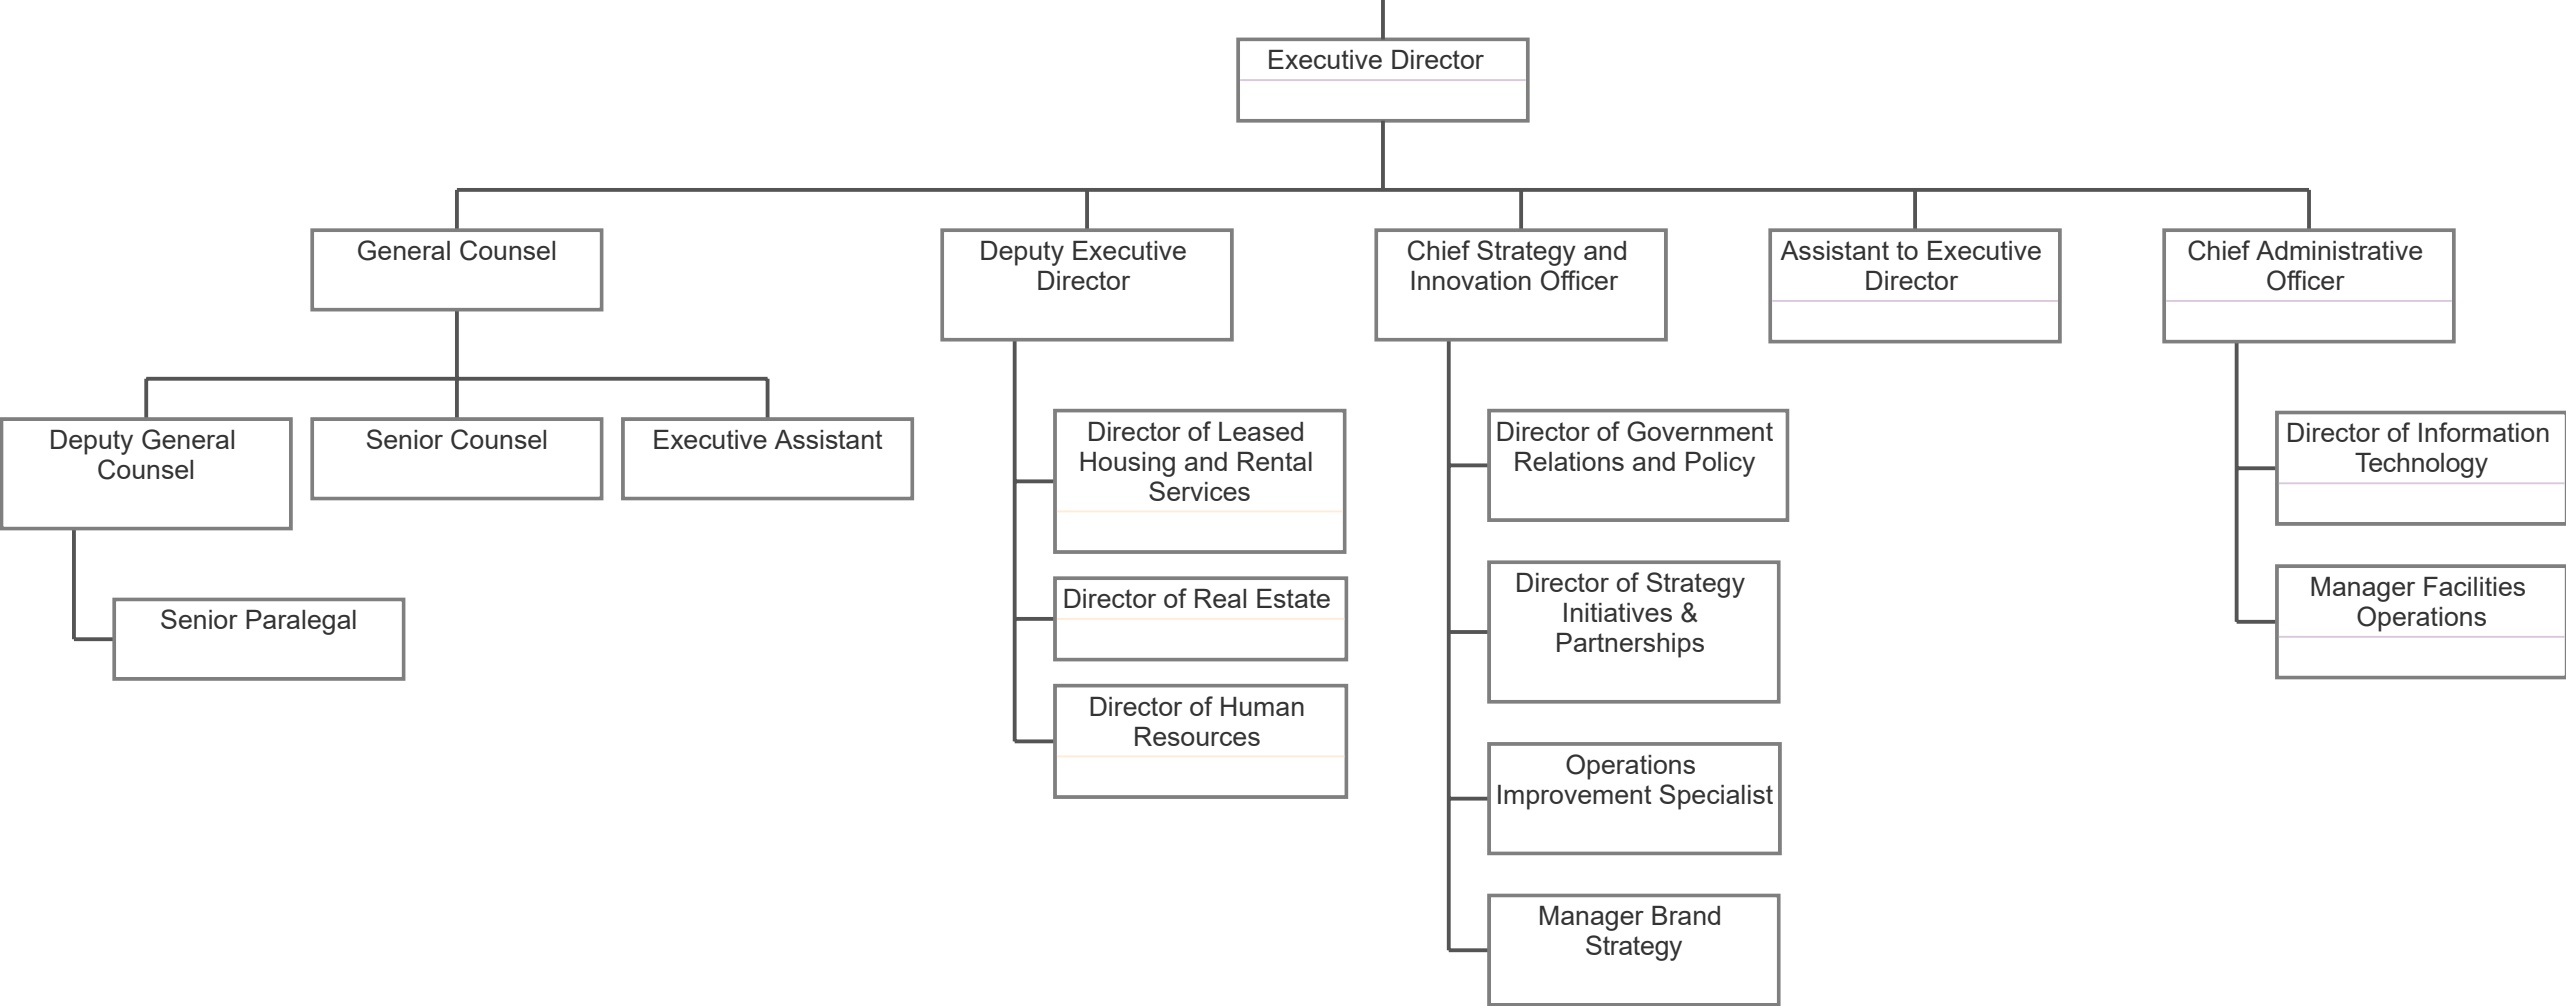 Executive Director
General Counsel
Deputy Executive
Director
Chief Strategy and
Innovation Officer
Assistant to Executive
Director
Chief Administrative
Officer
Deputy General
Counsel
Senior Counsel
Executive Assistant
Senior Paralegal
Director of Leased
Housing and Rental
Services
Director of Real Estate
Director of Human
Resources
Director of Government
Relations and Policy
Director of Strategy
Initiatives &
Partnerships
Operations
Improvement Specialist
Manager Brand
Strategy
Director of Information
Technology
Manager Facilities
Operations